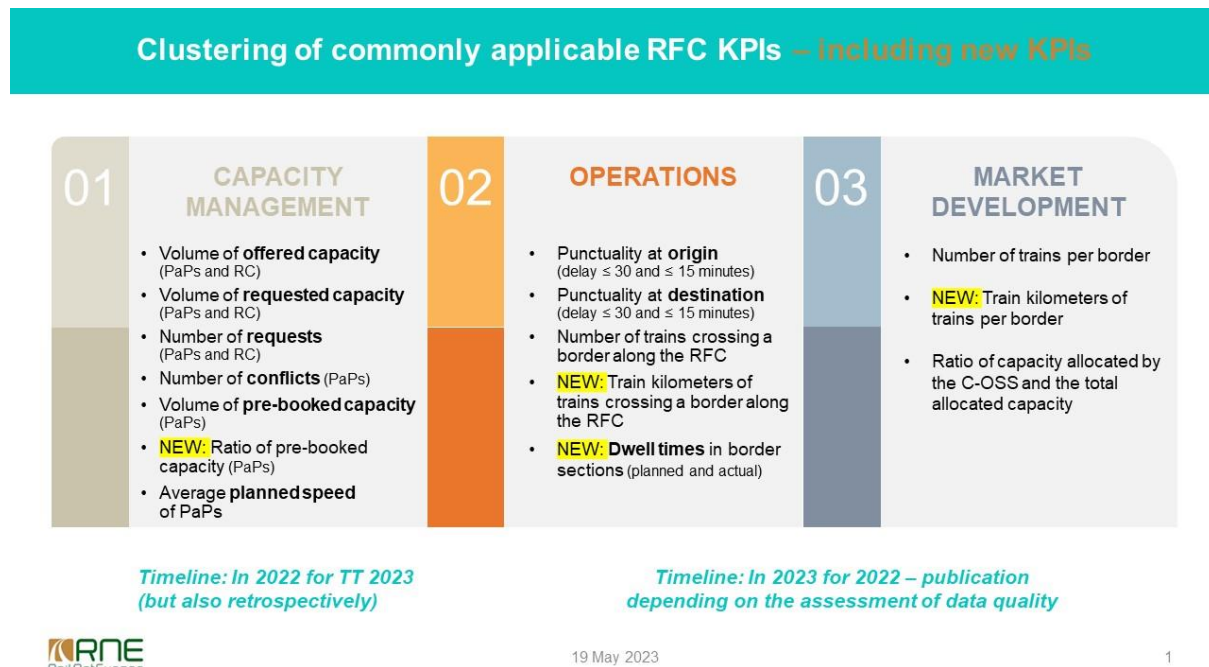 Clustering of commonly applicable RFC KPIs – including new KPIs
01
CAPACITY
MANAGEMENT
• Volume of offered capacity
(PaPs and RC)
• Volume of requested capacity
(PaPs and RC)
• Number of requests
(PaPs and RC)
• Number of conflicts (PaPs)
• Volume of pre-booked capacity
(PaPs)
• NEW: Ratio of pre-booked
capacity (PaPs)
• Average planned speed
of PaPs
02
OPERATIONS
• Punctuality at origin
(delay ≤ 30 and ≤ 15 minutes)
• Punctuality at destination
(delay ≤ 30 and ≤ 15 minutes)
• Number of trains crossing a
border along the RFC
• NEW: Train kilometers of
trains crossing a border along
the RFC
• NEW: Dwell times in border
sections (planned and actual)
03
MARKET
DEVELOPMENT
• Number of trains per border
• NEW: Train kilometers of
trains per border
• Ratio of capacity allocated by
the C-OSS and the total
allocated capacity
Timeline: In 2022 for TT 2023
(but also retrospectively)
Timeline: In 2023 for 2022 – publication
depending on the assessment of data quality
RNE
19 May 2023
1